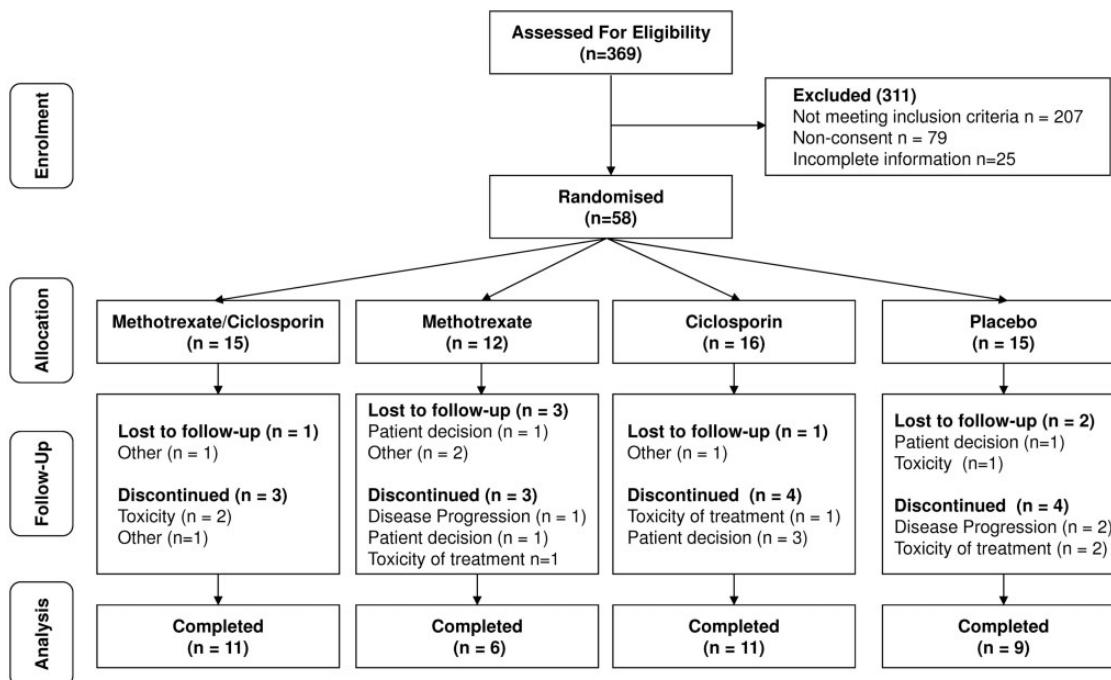 Assessed For Eligibility
(n=369)
Enrolment
Excluded (311)
Not meeting inclusion criteria n = 207
Non-consent n = 79
Incomplete information n=25
Randomised
(n=58)
Allocation
Methotrexate/Ciclosporin
(n = 15)
Methotrexate
(n = 12)
Ciclosporin
(n = 16)
Placebo
(n = 15)
Follow-Up
Lost to follow-up (n = 1)
Other (n = 1)
Discontinued (n = 3)
Toxicity (n = 2)
Other (n=1)
Lost to follow-up (n = 3)
Patient decision (n = 1)
Other (n = 2)
Discontinued (n = 3)
Disease Progression (n = 1)
Patient decision (n = 1)
Toxicity of treatment n=1
Lost to follow-up (n = 1)
Other (n = 1)
Discontinued (n = 4)
Toxicity of treatment (n = 1)
Patient decision (n = 3)
Lost to follow-up (n = 2)
Patient decision (n=1)
Toxicity (n=1)
Discontinued (n = 4)
Disease Progression (n = 2)
Toxicity of treatment (n = 2)
Analysis
Completed
(n = 11)
Completed
(n = 6)
Completed
(n = 11)
Completed
(n = 9)